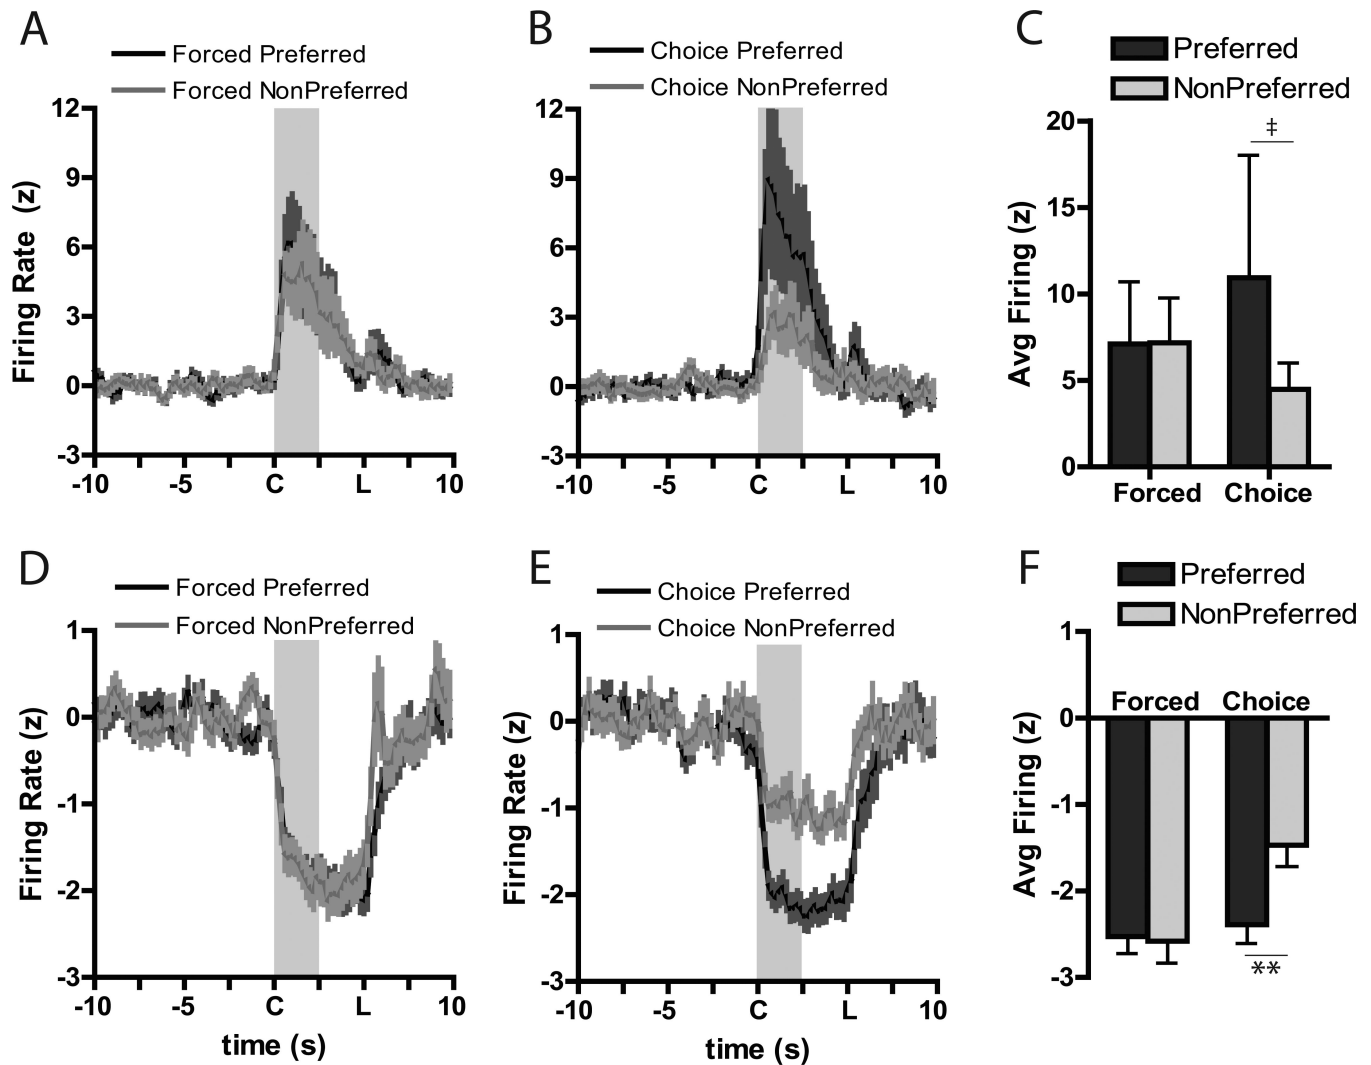 A
Forced Preferred
Forced NonPreferred
12
9
6
3
0
-3
Firing Rate (z)
-10
-5
C
L
10
B
Choice Preferred
Choice NonPreferred
12
9
6
3
0
-3
-10
-5
C
L
10
C
Preferred
NonPreferred
20
15
10
5
0
Avg Firing (z)
‡
Forced
Choice
D
Forced Preferred
Forced NonPreferred
1
0
-1
-2
-3
Firing Rate (z)
-10
-5
C
L
10
time (s)
E
Choice Preferred
Choice NonPreferred
1
0
-1
-2
-3
Firing Rate (z)
-10
-5
C
L
10
time (s)
F
Preferred
NonPreferred
1
0
-1
-2
-3
Avg Firing (z)
Forced
Choice
**